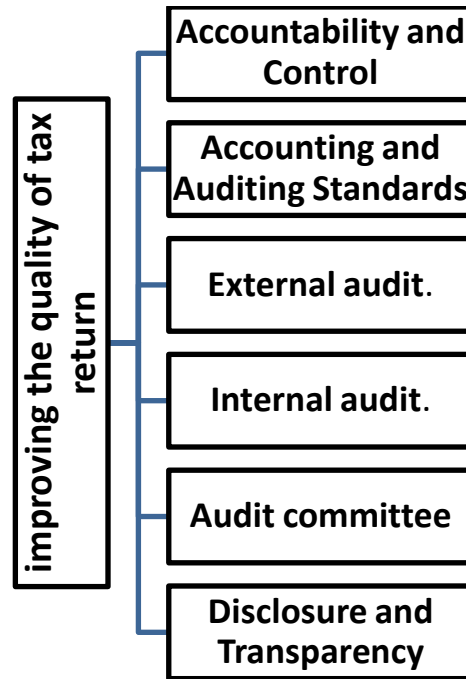 improving the quality of tax
return
Accountability and
Control
Accounting and
Auditing Standards
External audit.
Internal audit.
Audit committee
Disclosure and
Transparency